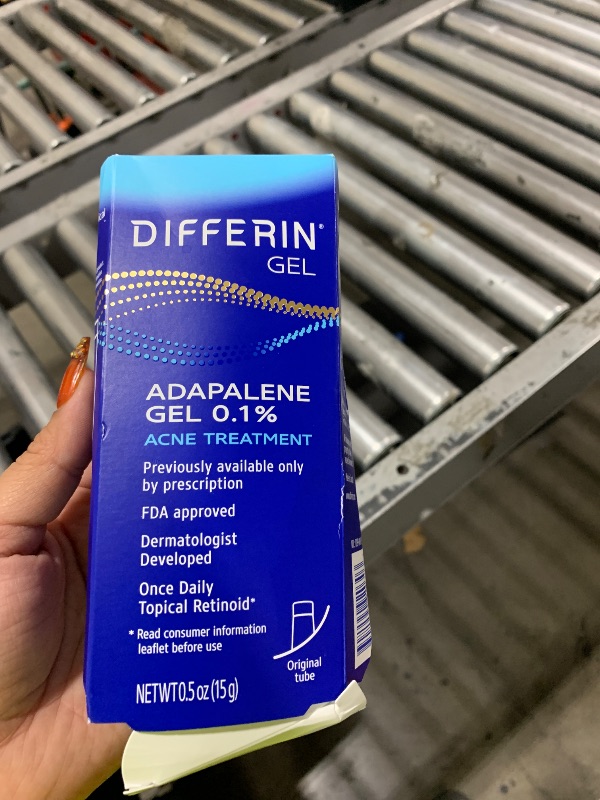 DIFFERIN®
GEL
ADAPALENE
GEL 0.1%
ACNE TREATMENT
Previously available only
by prescription
FDA approved
Dermatologist
Developed
Once Daily
Topical Retinoid*
* Read consumer information
leaflet before use
Original
tube
NET WT 0.5 oz (15 g)